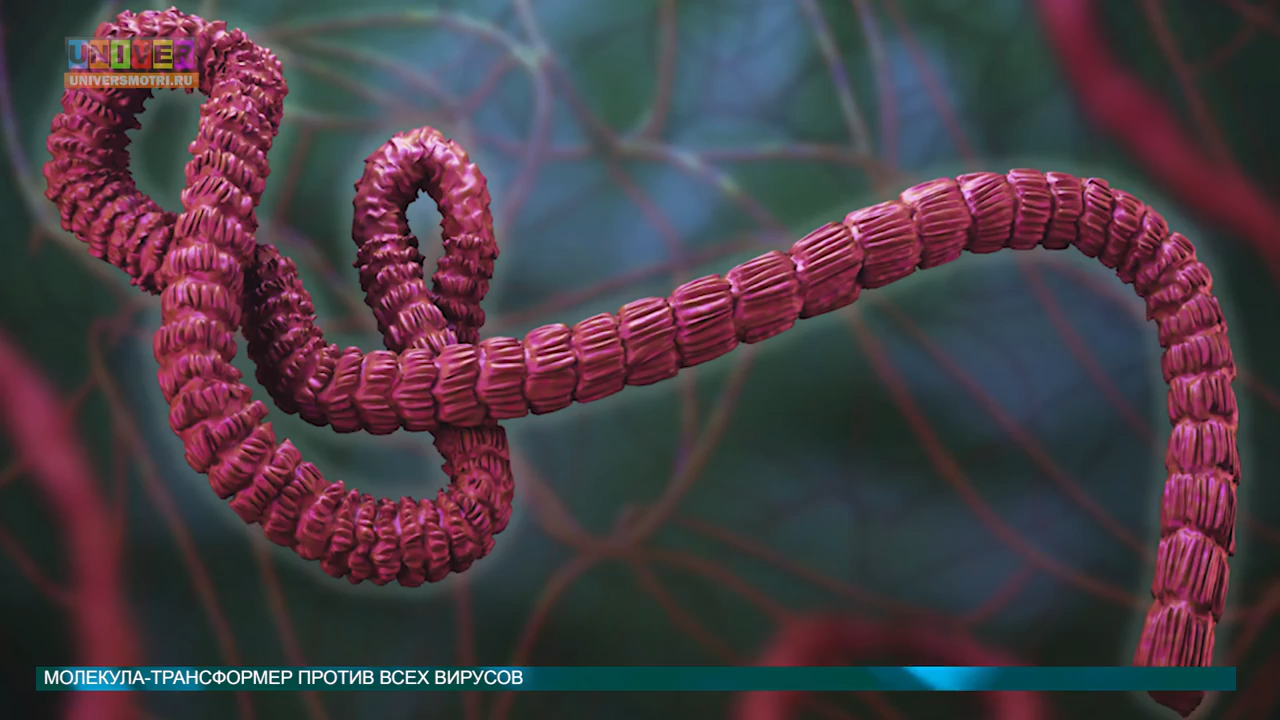 UNIVER
UNIVERSMOTRI.RU
МОЛЕКУЛА-ТРАНСФОРМЕР ПРОТИВ ВСЕХ ВИРУСОВ